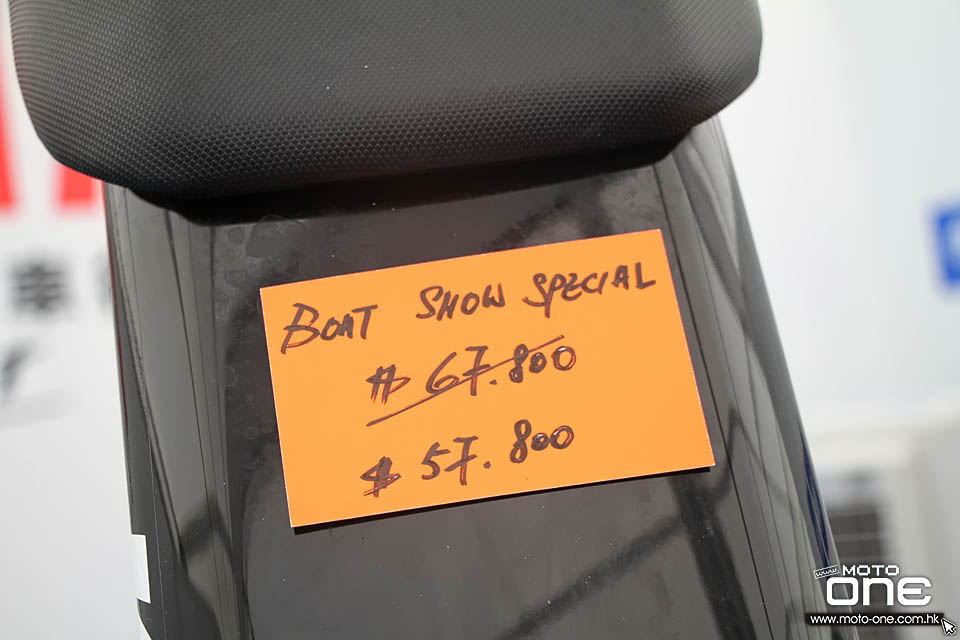 BOAT SHOW SPECIAL
$ 67.800
$ 57.800
MOTO
ONE
www.moto-one.com.hk